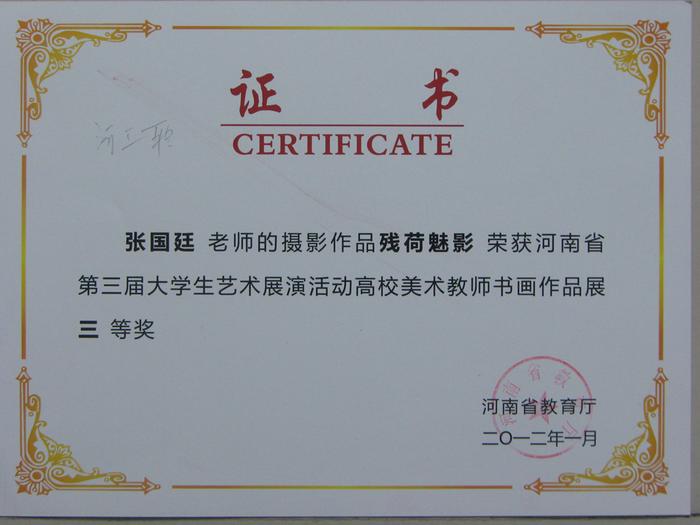 证 书
CERTIFICATE
张国廷 老师的摄影作品残荷魅影 荣获河南省
第三届大学生艺术展演活动高校美术教师书画作品展
三 等奖
河南省教育厅
二〇一二年一月